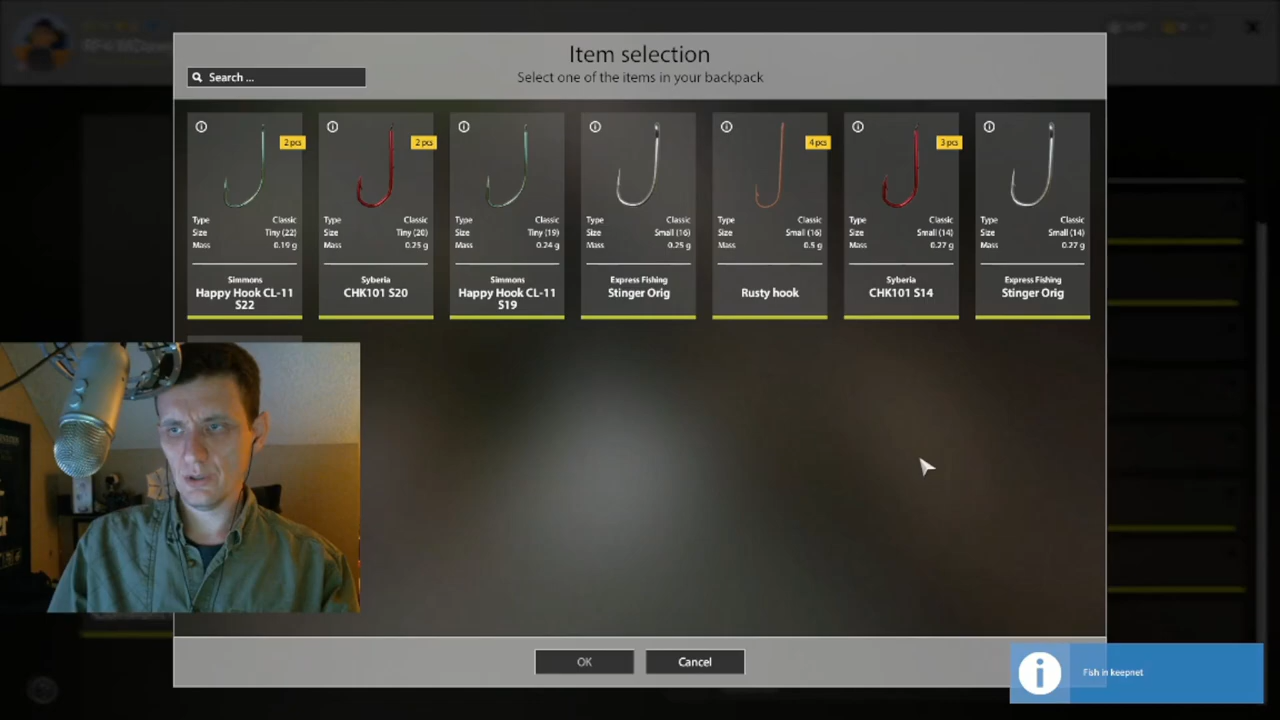 Item selection
Select one of the items in your backpack
Search ...
2 pcs
Type Classic
Size Tiny (22)
Mass 0.19 g
Simmons
Happy Hook CL-11
S22
2 pcs
Type Classic
Size Tiny (20)
Mass 0.25 g
Syberia
CHK101 S20
Type Classic
Size Tiny (19)
Mass 0.24 g
Simmons
Happy Hook CL-11
S19
Type Classic
Size Small (16)
Mass 0.25 g
Express Fishing
Stinger Orig
4 pcs
Type Classic
Size Small (16)
Mass 0.5 g
Rusty hook
3 pcs
Type Classic
Size Small (14)
Mass 0.27 g
Syberia
CHK101 S14
Type Classic
Size Small (14)
Mass 0.27 g
Express Fishing
Stinger Orig
OK
Cancel
Fish in keepnet